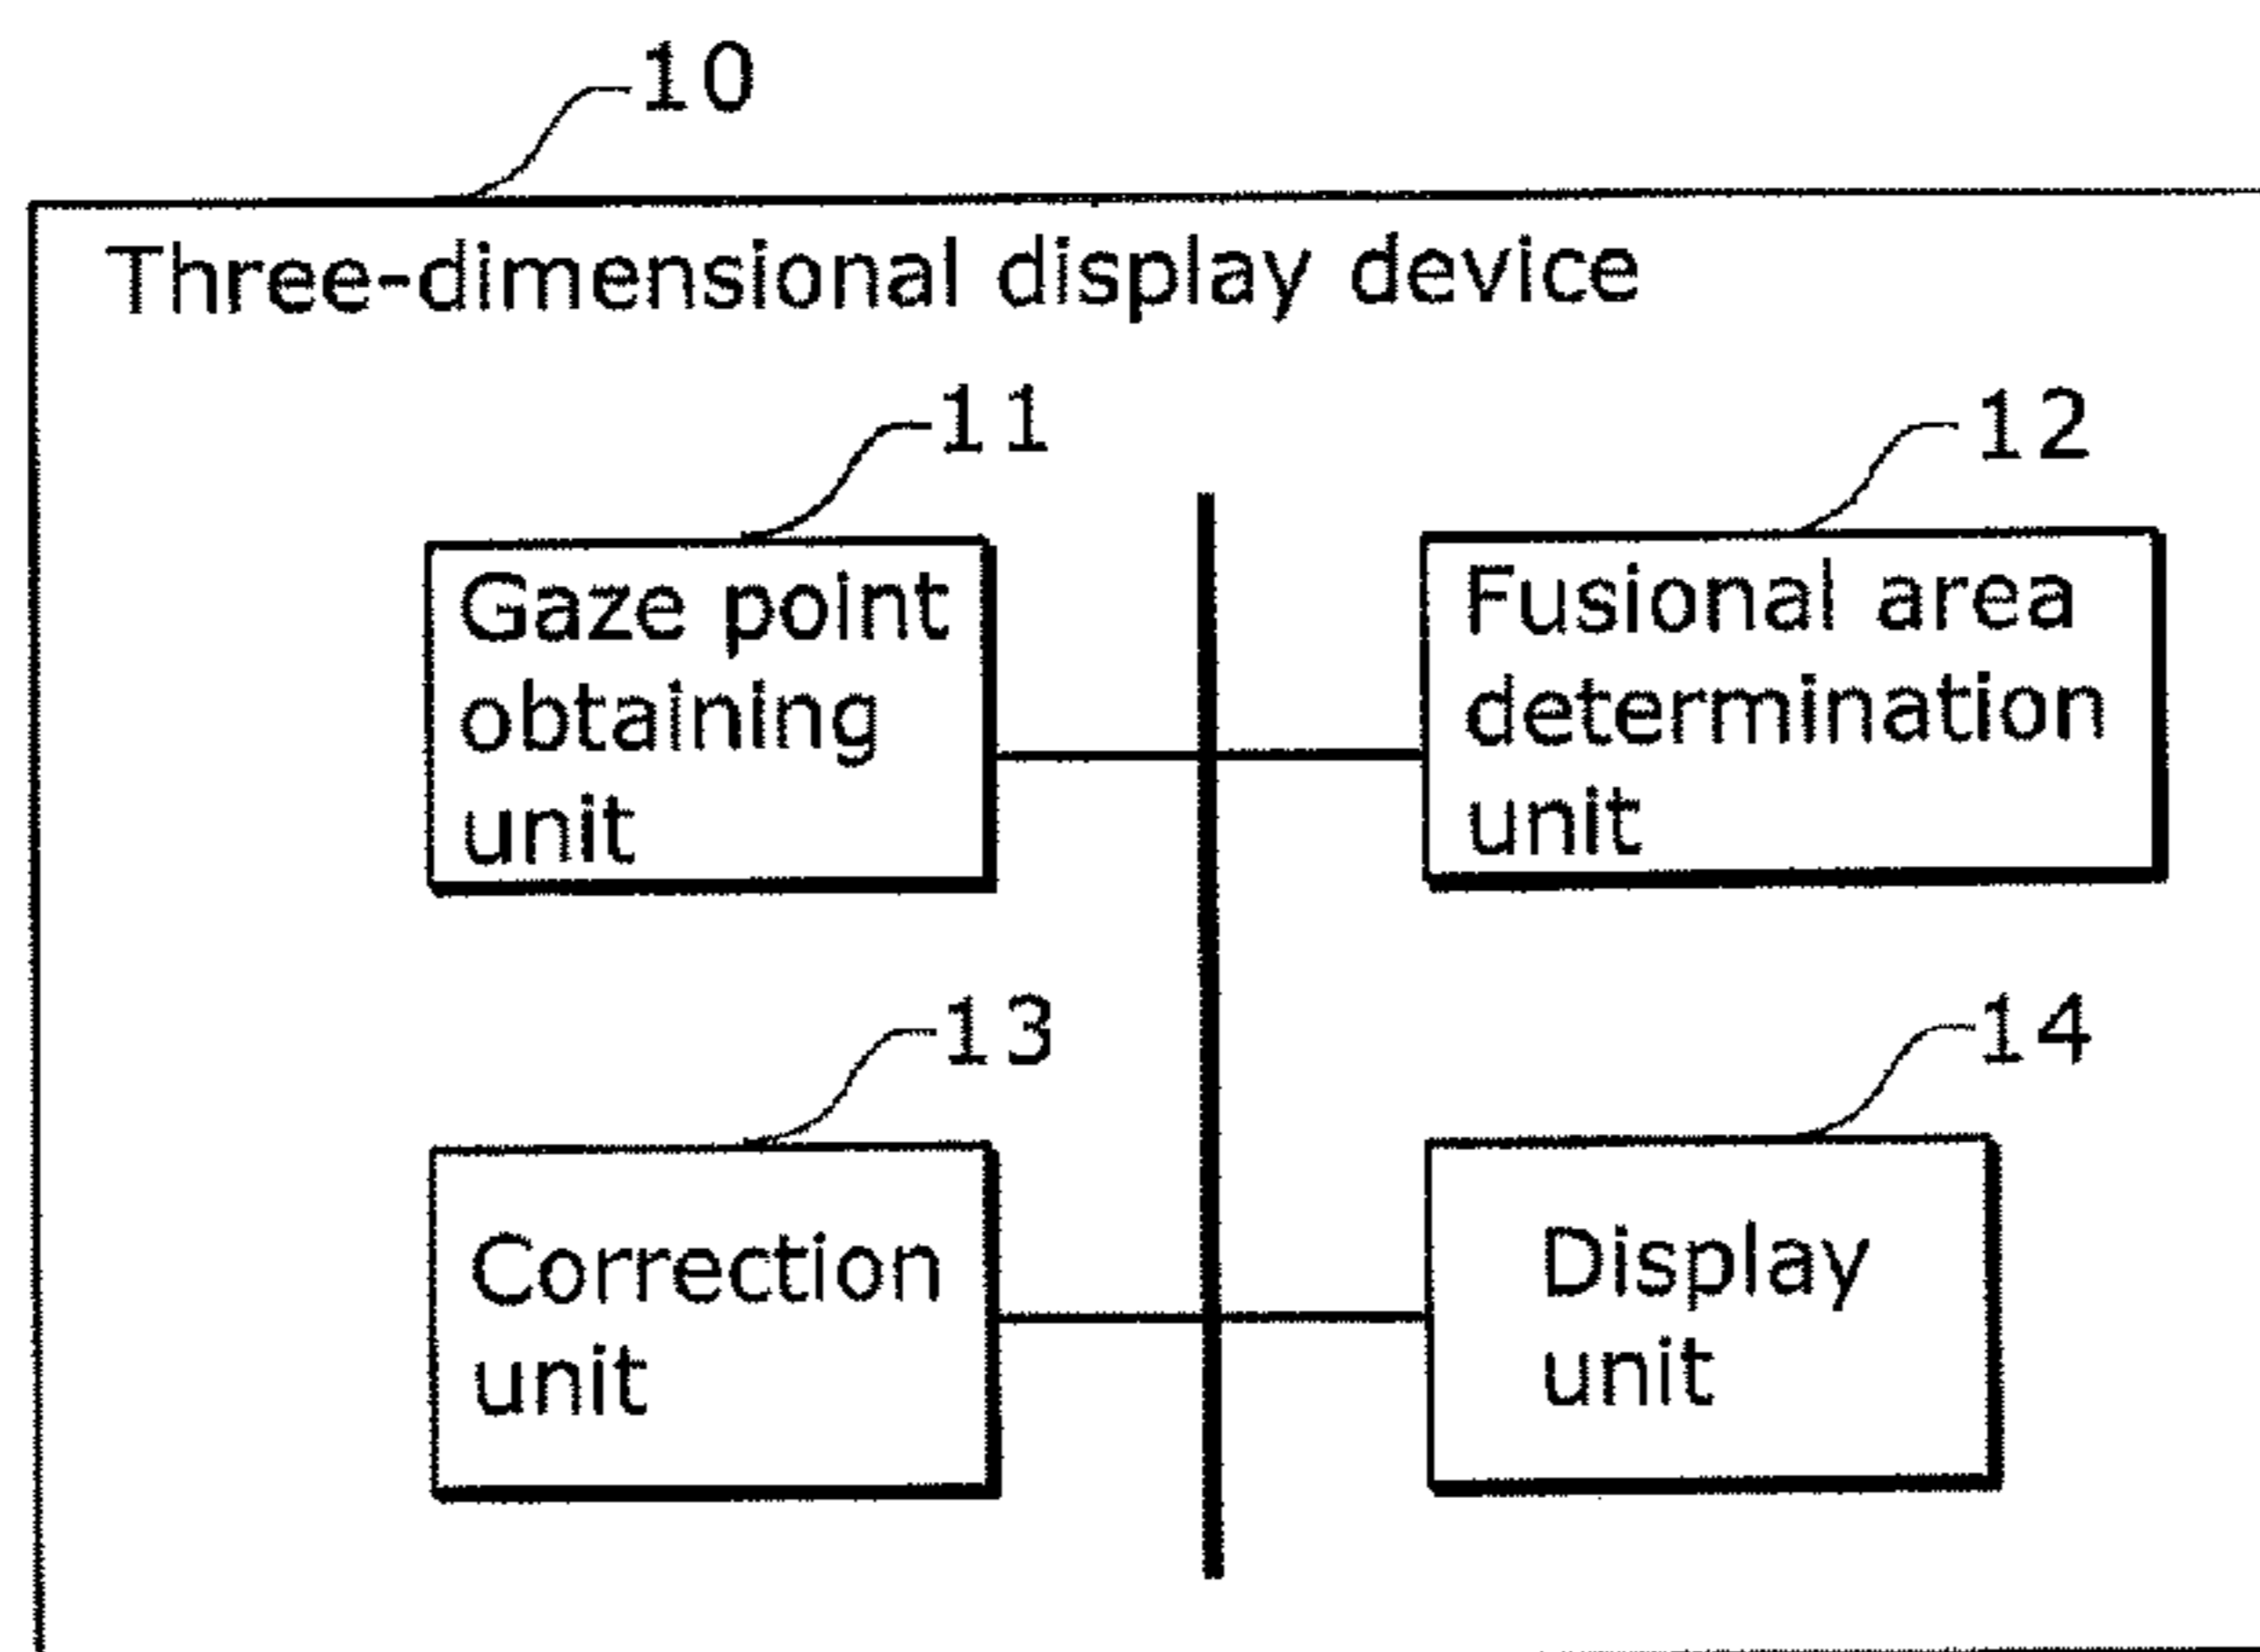 10
Three-dimensional display device
11
12
Gaze point
obtaining
unit
Fusional area
determination
unit
13
14
Correction
unit
Display
unit